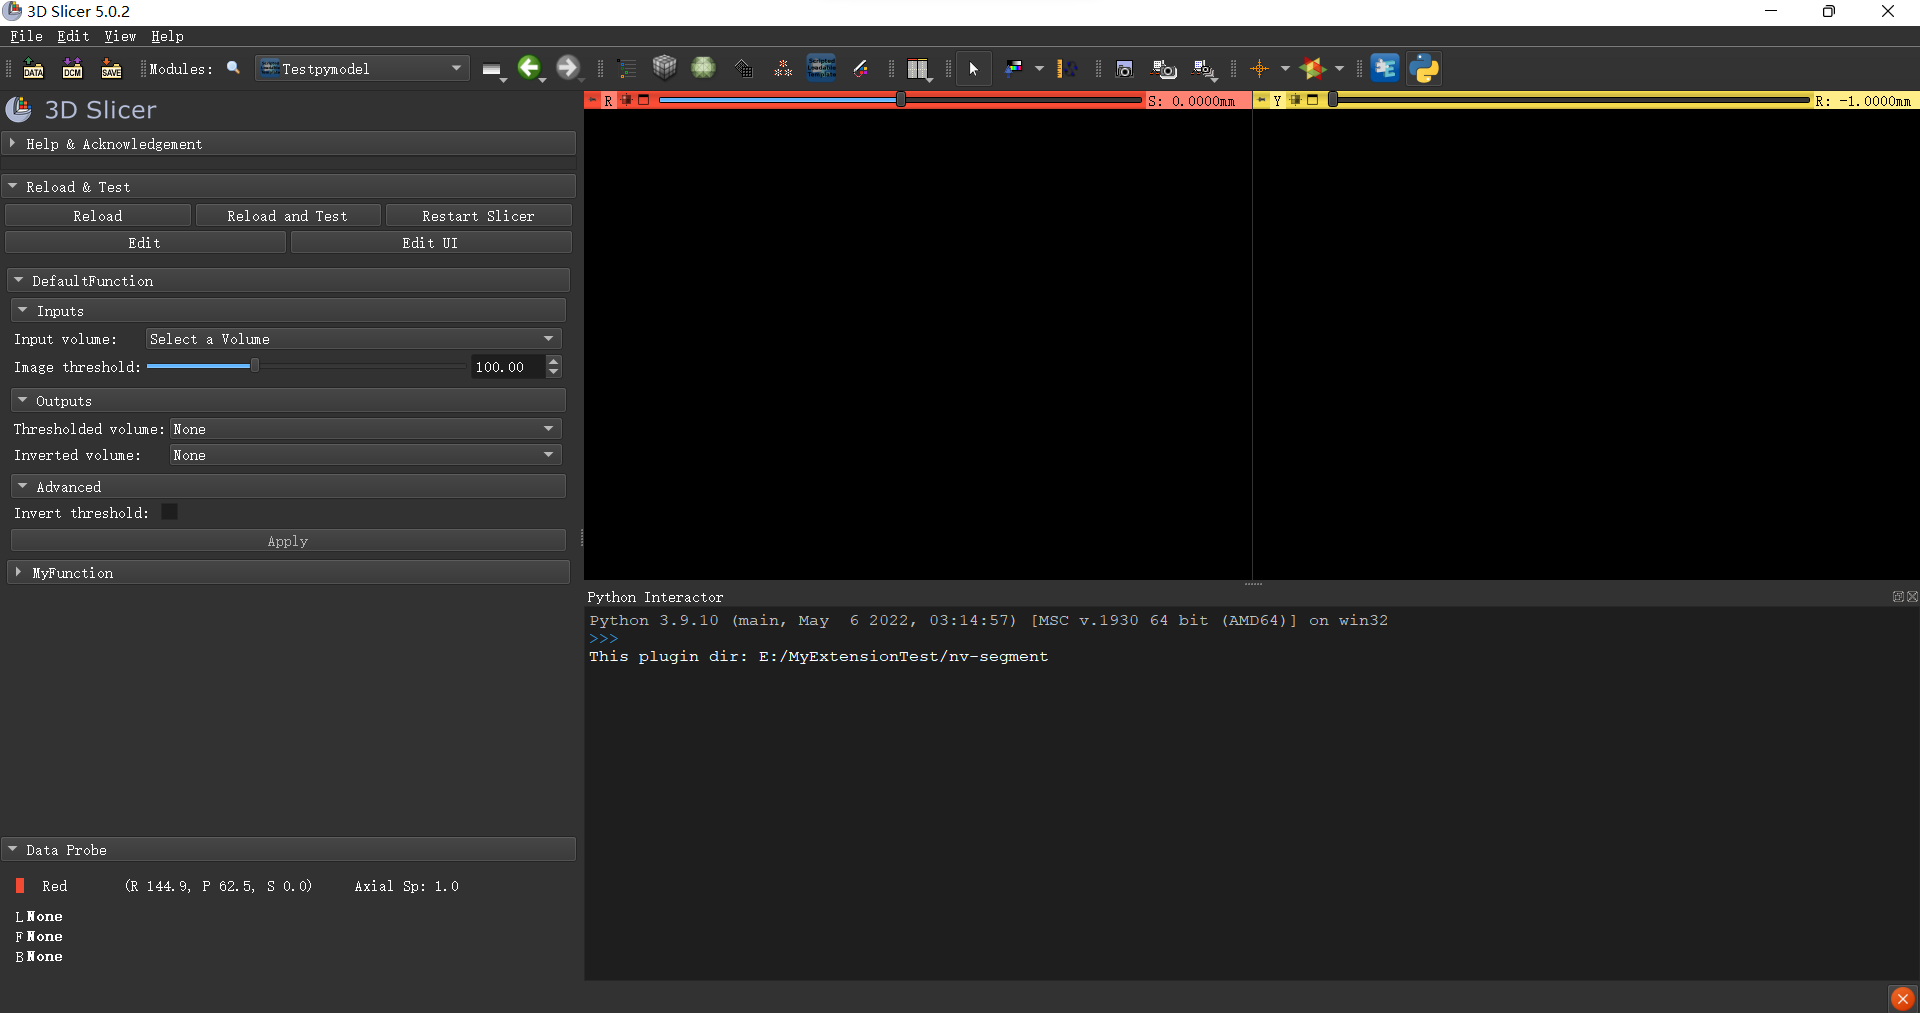 3D Slicer 5.0.2
File Edit View Help
DATA DCM SAVE Modules: Testpymodel Scripted Loadable Template
3D Slicer
R S: 0.0000mm Y R: -1.0000mm
Help & Acknowledgement
Reload & Test
Reload Reload and Test Restart Slicer
Edit Edit UI
DefaultFunction
Inputs
Input volume: Select a Volume
Image threshold: 100.00
Outputs
Thresholded volume: None
Inverted volume: None
Advanced
Invert threshold:
Apply
MyFunction
Python Interactor
Python 3.9.10 (main, May  6 2022, 03:14:57) [MSC v.1930 64 bit (AMD64)] on win32
>>>
This plugin dir: E:/MyExtensionTest/nv-segment
Data Probe
Red (R 144.9, P 62.5, S 0.0) Axial Sp: 1.0
L None
F None
B None